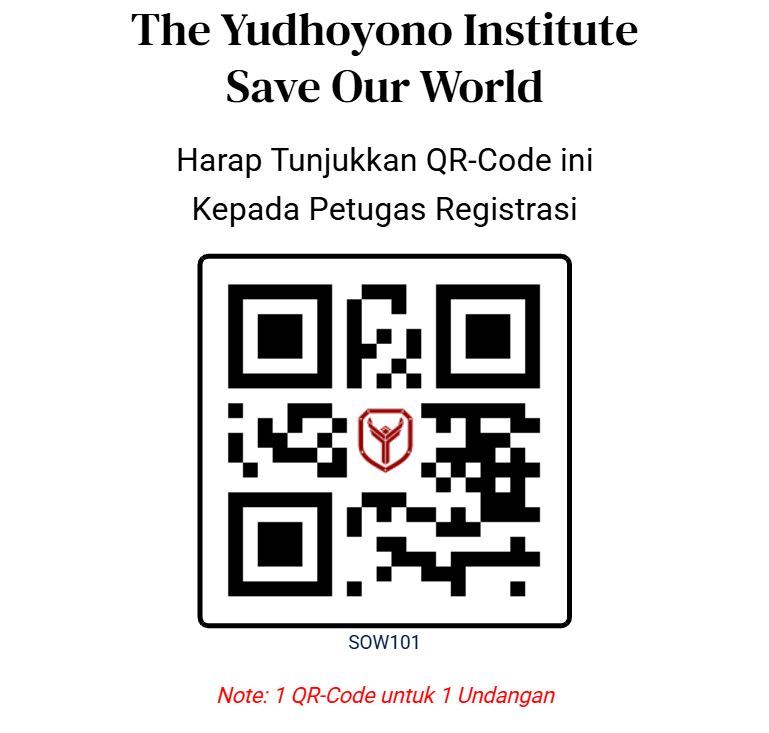 The Yudhoyono Institute
Save Our World
Harap Tunjukkan QR-Code ini
Kepada Petugas Registrasi
SOW101
Note: 1 QR-Code untuk 1 Undangan